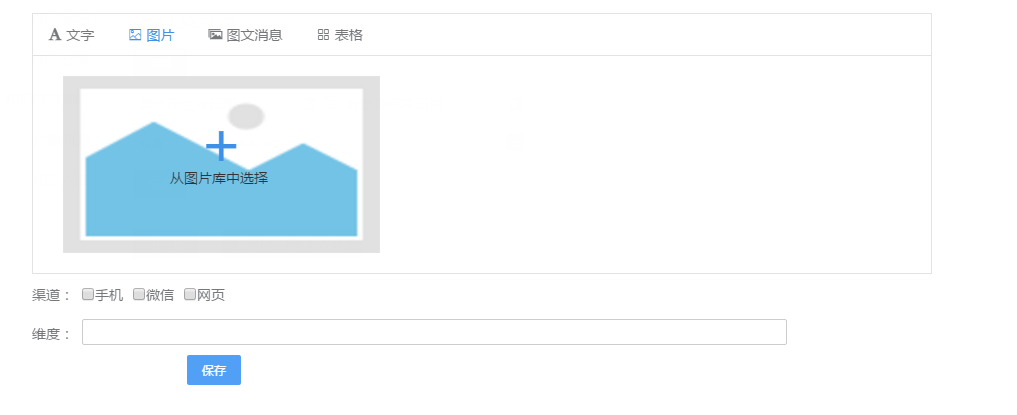 文字 图片 图文消息 表格
从图片库中选择
渠道： 手机 微信 网页
维度：
保存